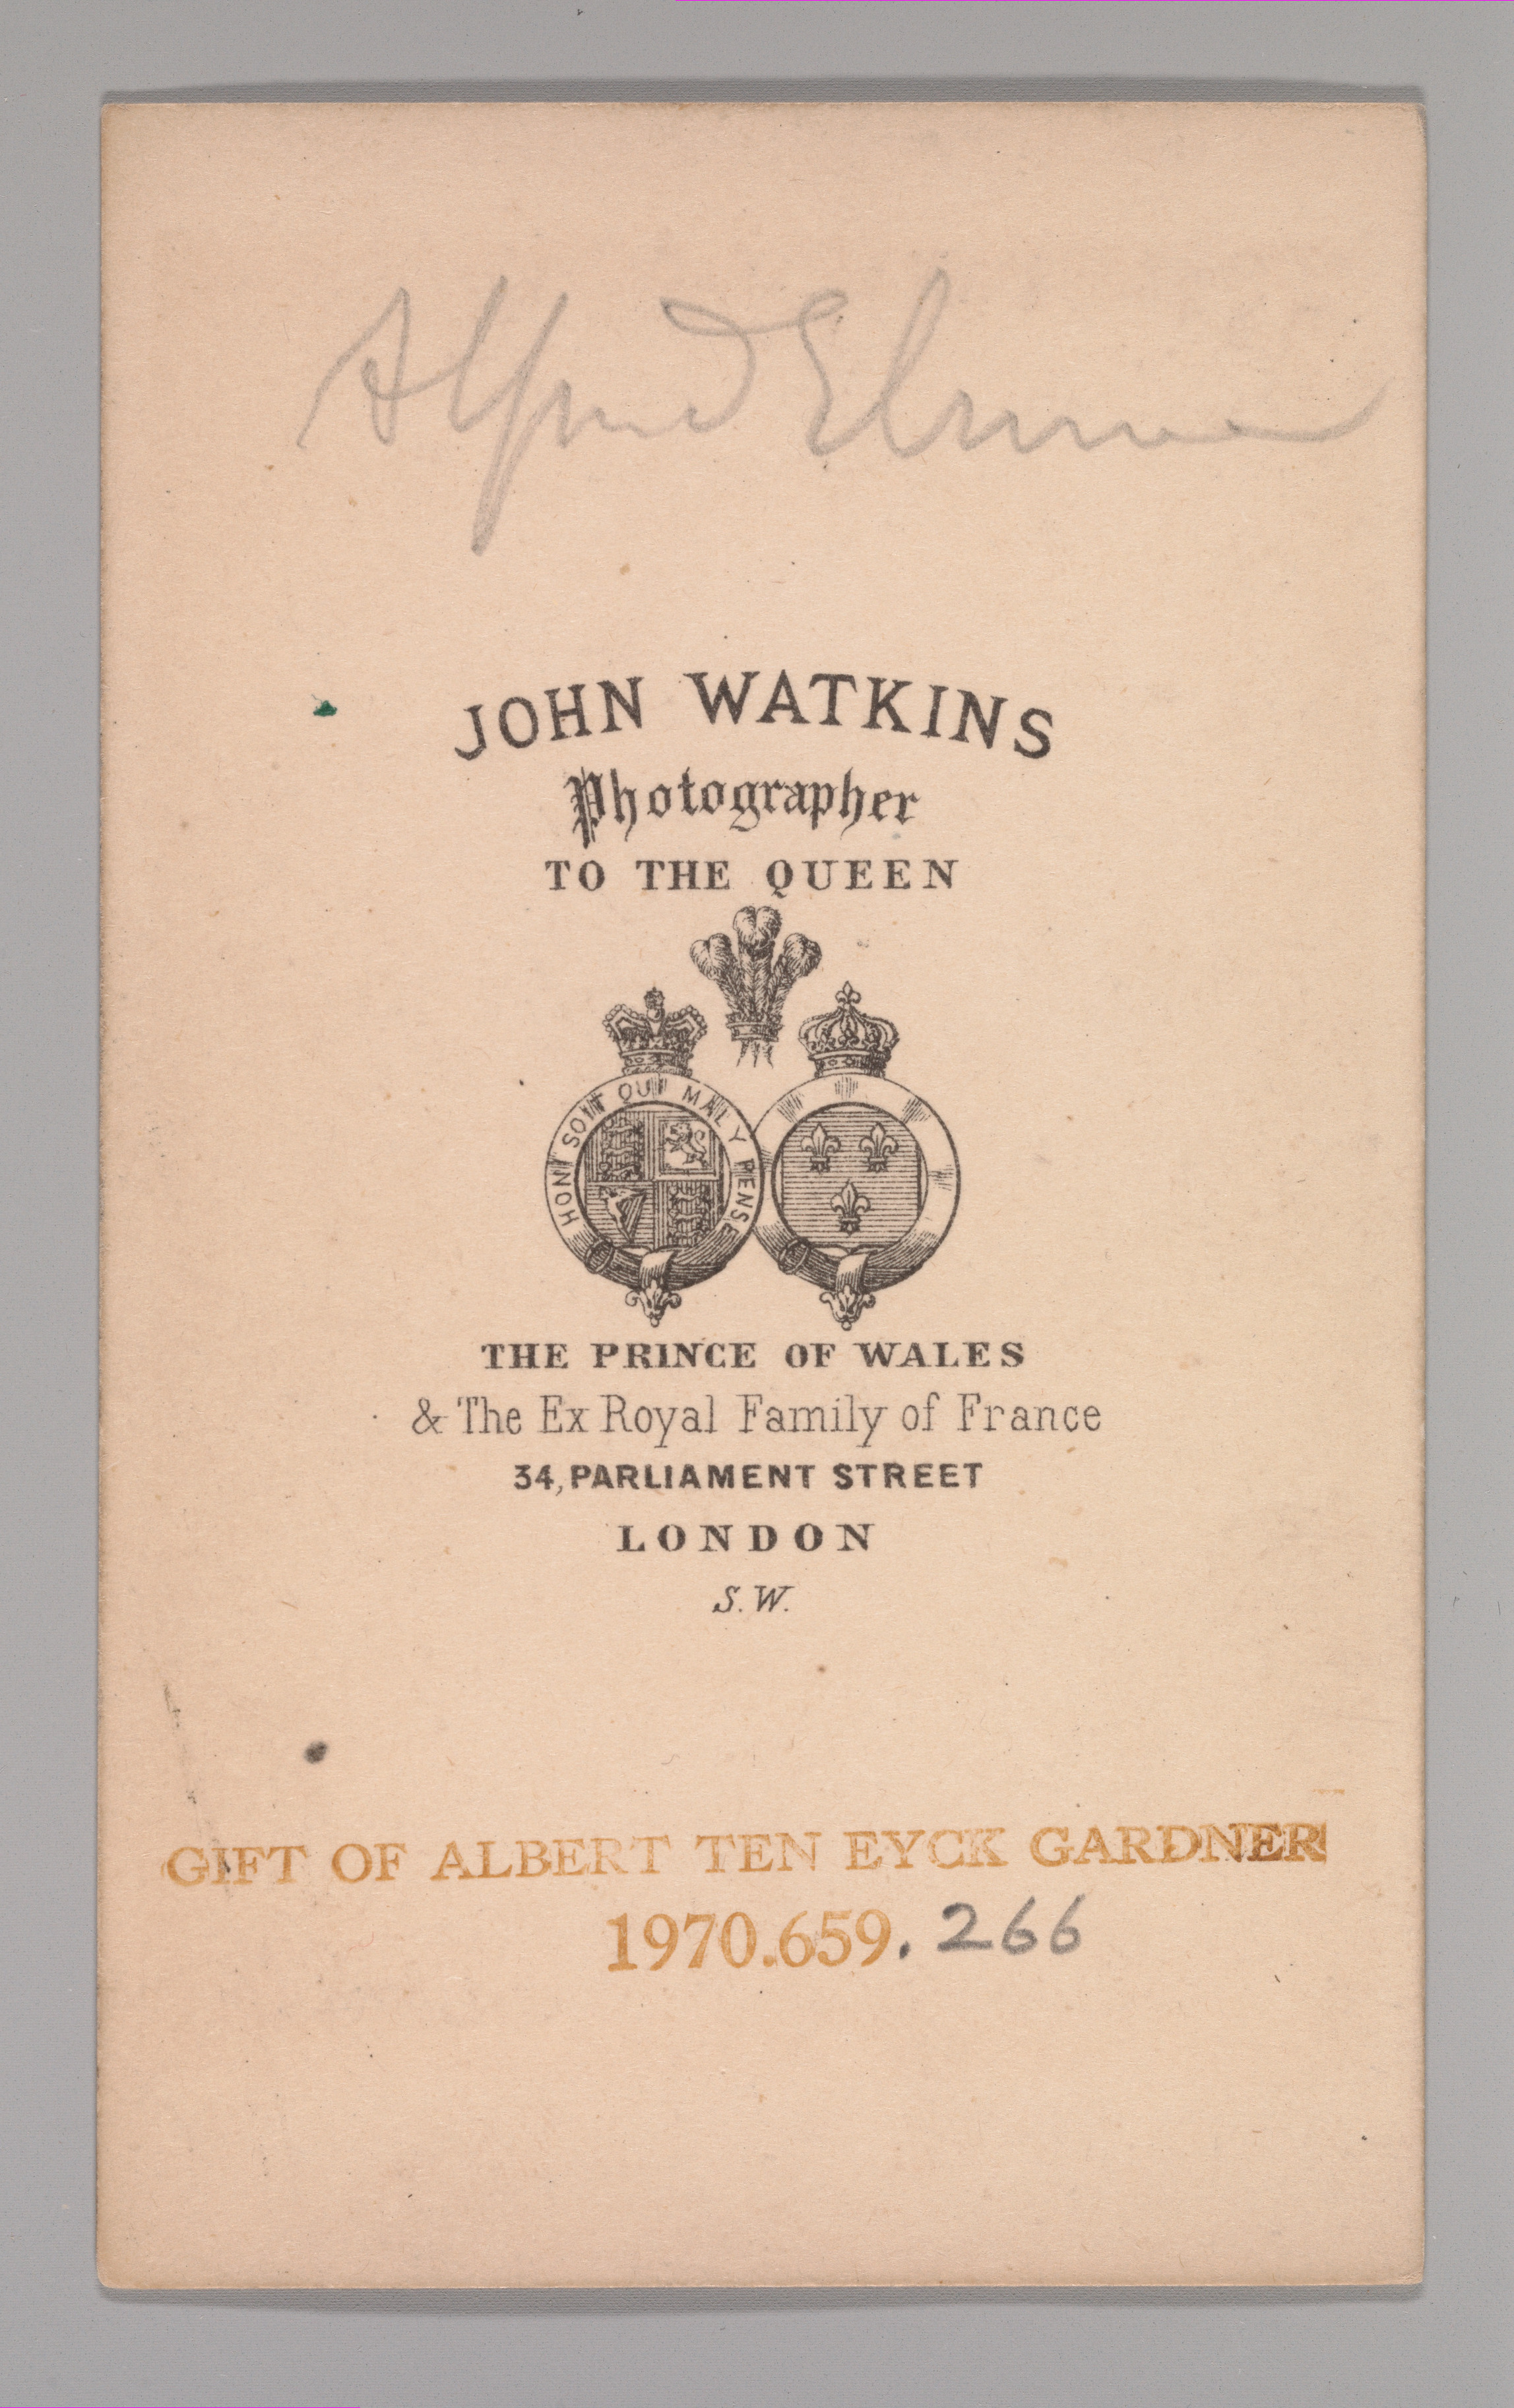 Alfred Elmore
JOHN WATKINS
Photographer
TO THE QUEEN
HONI SOIT QUI MAL Y PENSE
THE PRINCE OF WALES
& The Ex Royal Family of France
34, PARLIAMENT STREET
LONDON
S.W.
GIFT OF ALBERT TEN EYCK GARDNER
1970.659.266